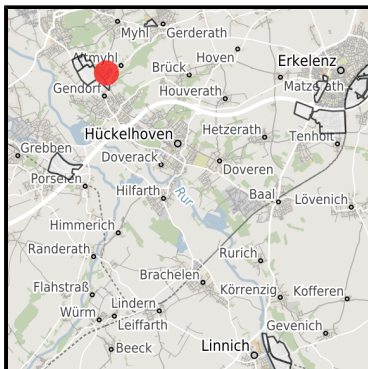 Myhl
Gerderath
Hoven
Erkelenz
Brück
Gendorf
Houverath
Hückelhoven
Hetzerath
Tenholt
Grebben
Doverack
Doveren
Porselen
Hilfarth
Rur
Baal
Lövenich
Himmerich
Randerath
Rurich
Brachelen
Flahstraß
Körrenzig
Kofferen
Lindern
Würm
Leiffarth
Gevenich
Beeck
Linnich